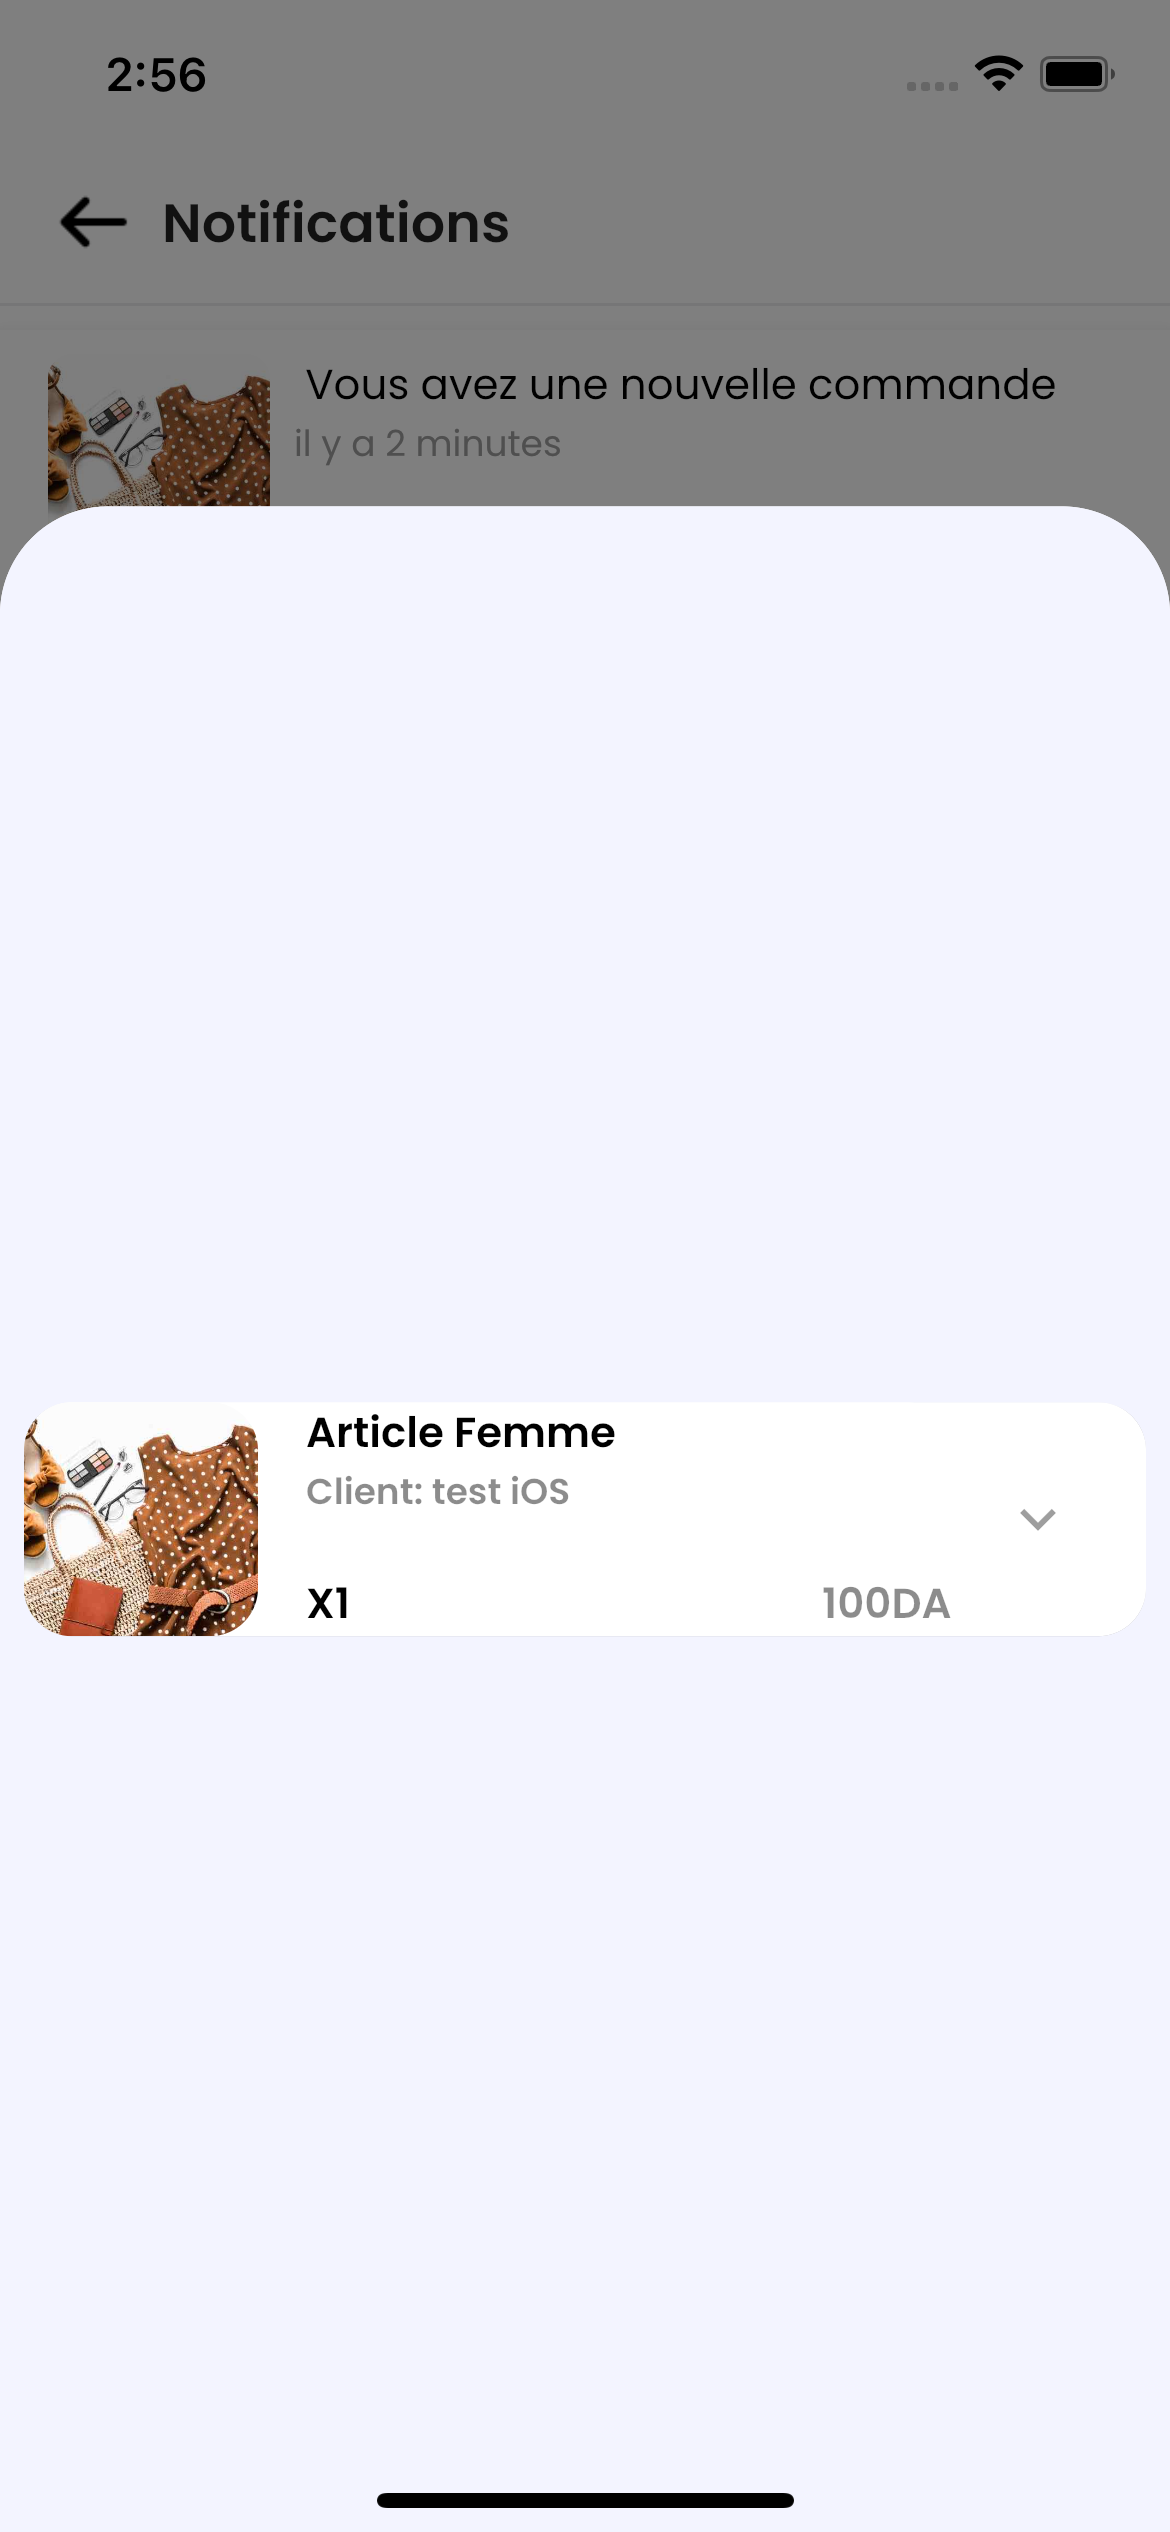 2:56
Notifications
Vous avez une nouvelle commande
il y a 2 minutes
Article Femme
Client: test iOS
X1 100DA